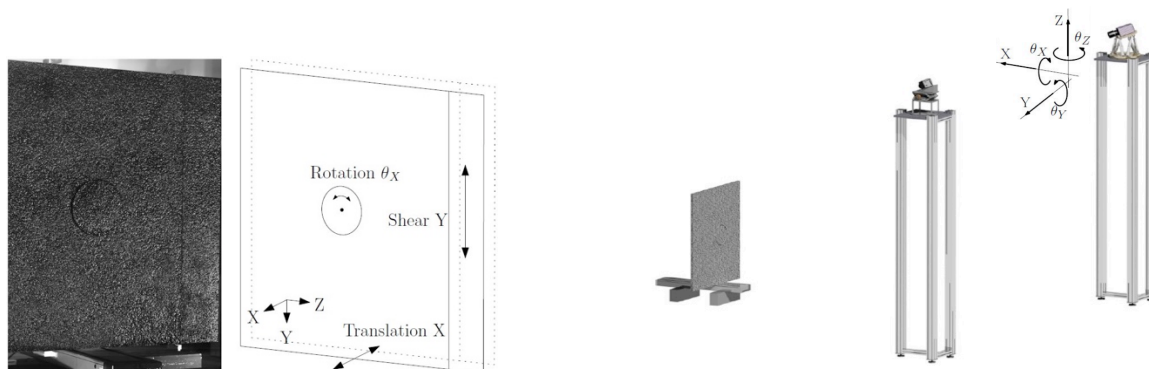 Rotation θX
Shear Y
X
Z
Y
Translation X
Z
θZ
X
θX
Y
θY